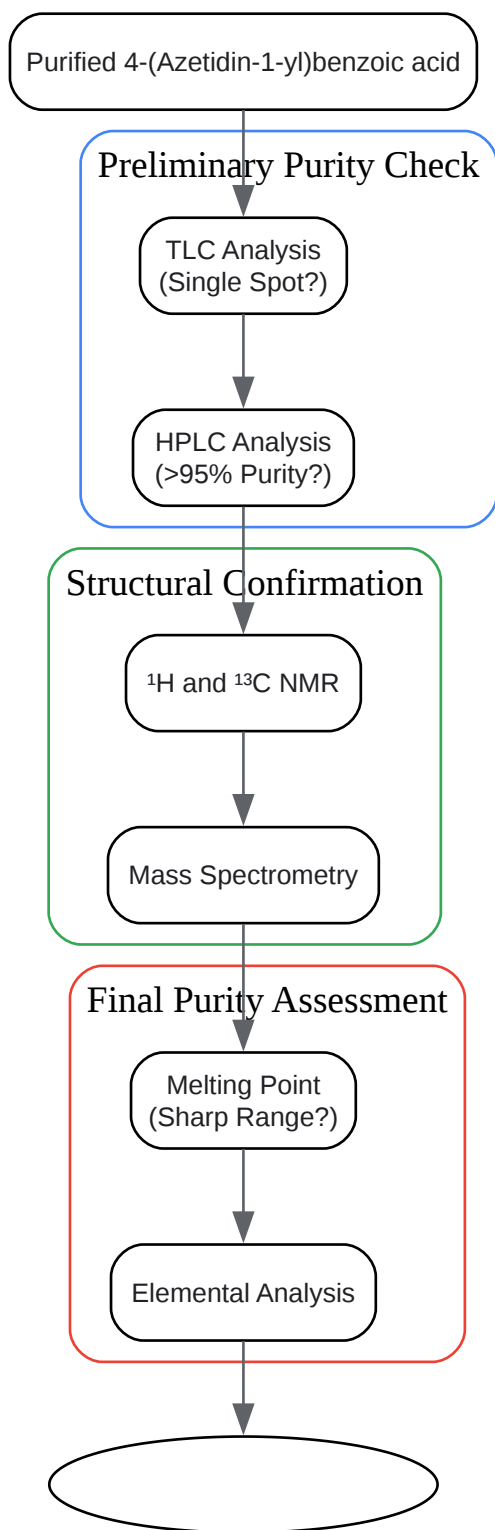 Purified 4-(Azetidin-1-yl)benzoic acid
Preliminary Purity Check
TLC Analysis
(Single Spot?)
HPLC Analysis
(>95% Purity?)
Structural Confirmation
¹H and ¹³C NMR
Mass Spectrometry
Final Purity Assessment
Melting Point
(Sharp Range?)
Elemental Analysis